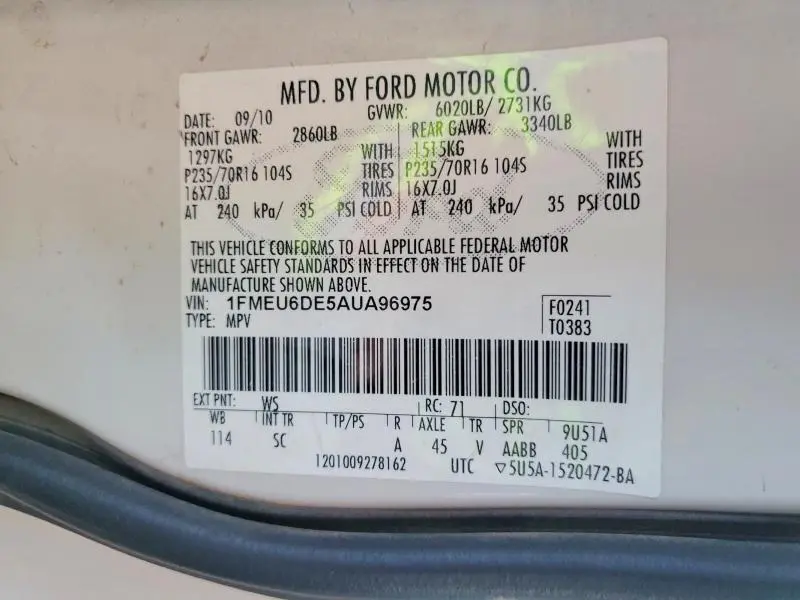 MFD. BY FORD MOTOR CO.
DATE: 09/10 GVWR: 6020LB/ 2731KG
FRONT GAWR: 2860LB REAR GAWR: 3340LB
1297KG WITH 1515KG WITH
P235/70R16 104S TIRES P235/70R16 104S TIRES
16X7.0J RIMS 16X7.0J RIMS
AT 240 kPa/ 35 PSI COLD AT 240 kPa/ 35 PSI COLD
THIS VEHICLE CONFORMS TO ALL APPLICABLE FEDERAL MOTOR
VEHICLE SAFETY STANDARDS IN EFFECT ON THE DATE OF
MANUFACTURE SHOWN ABOVE.
VIN: 1FMEU6DE5AUA96975 F0241
TYPE: MPV T0383
EXT PNT: WS RC: 71 DSO:
WB INT TR TP/PS R AXLE TR SPR 9U51A
114 SC A 45 V AABB 405
1201009278162 UTC ▽5U5A-1520472-BA